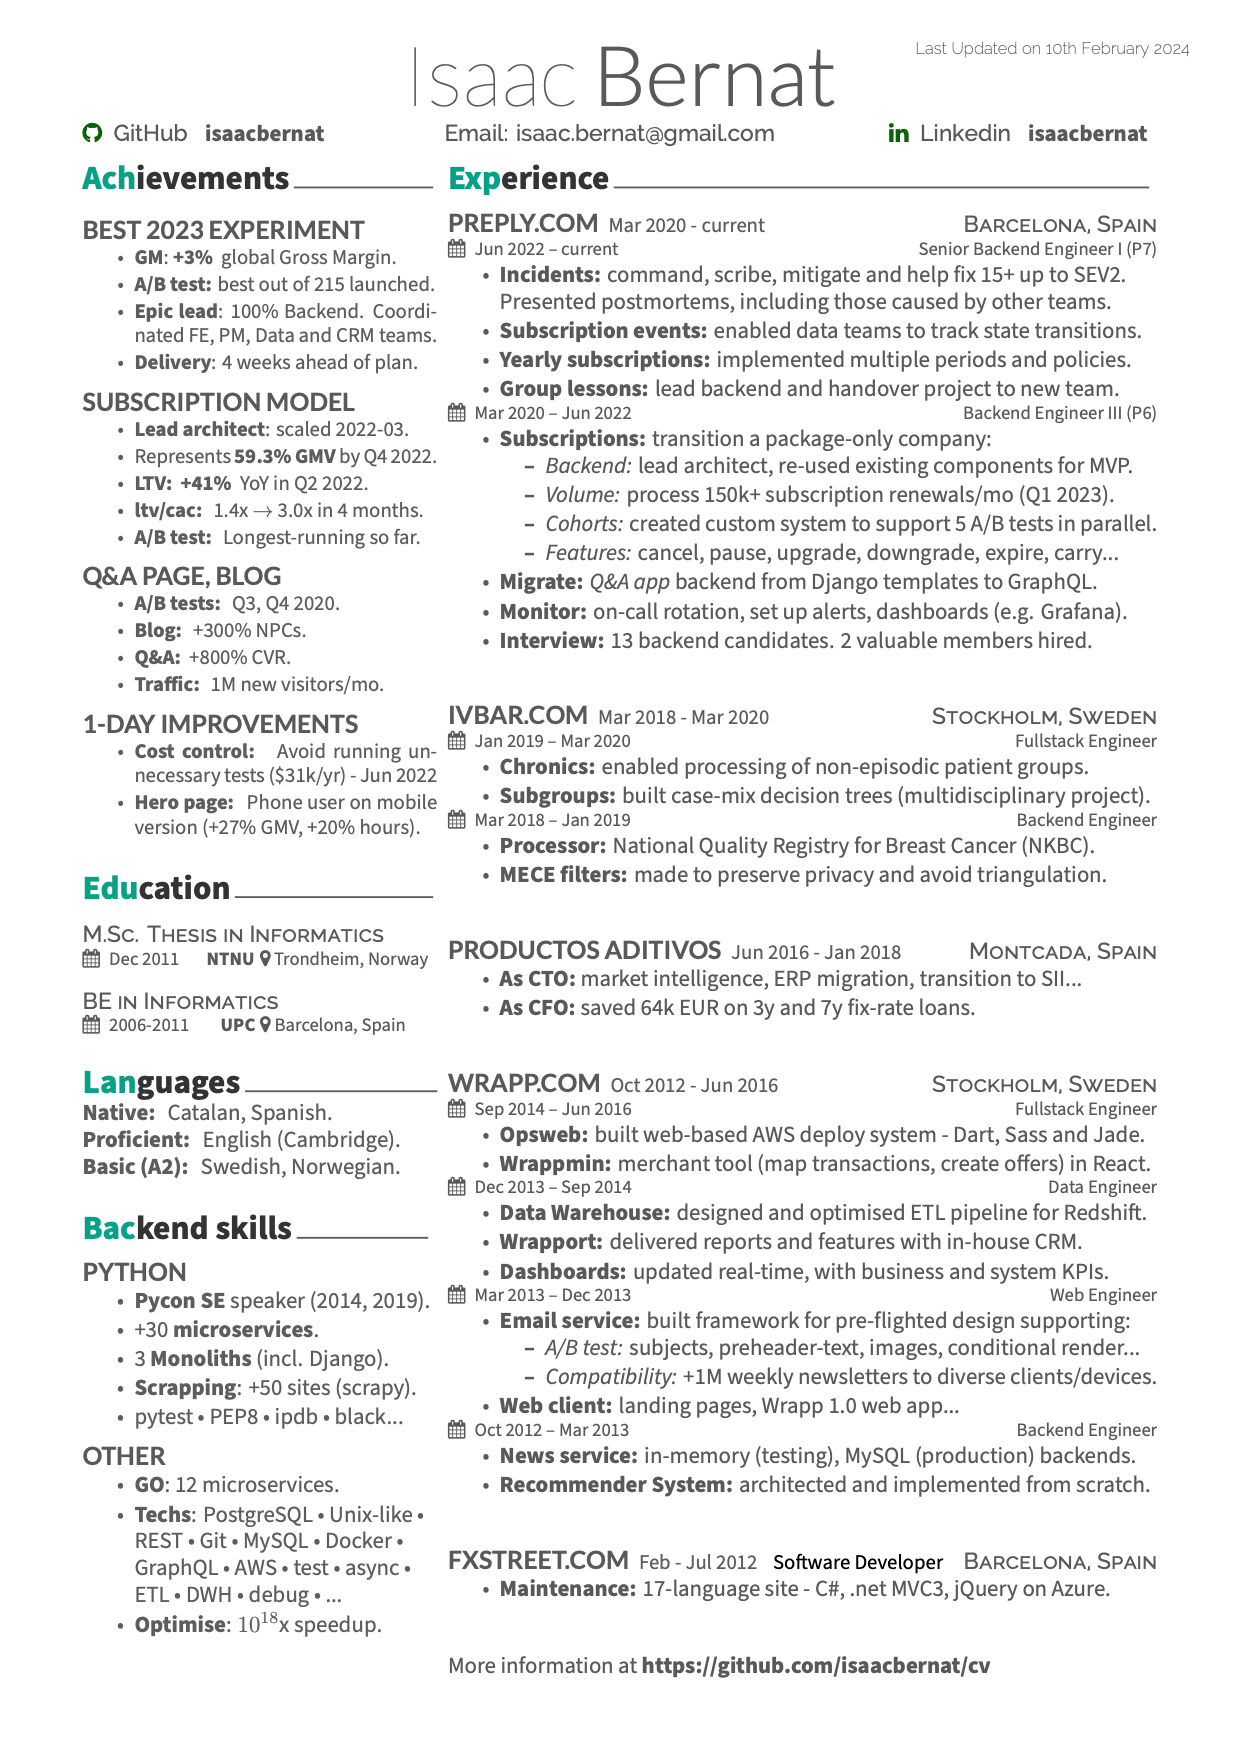 Last Updated on 10th February 2024
Isaac Bernat
GitHub isaacbernat
Email: isaac.bernat@gmail.com
Linkedin isaacbernat
Achievements
BEST 2023 EXPERIMENT
• GM: +3% global Gross Margin.
• A/B test: best out of 215 launched.
• Epic lead: 100% Backend. Coordi-
nated FE, PM, Data and CRM teams.
• Delivery: 4 weeks ahead of plan.
SUBSCRIPTION MODEL
• Lead architect: scaled 2022-03.
• Represents 59.3% GMV by Q4 2022.
• LTV: +41% YoY in Q2 2022.
• ltv/cac: 1.4x → 3.0x in 4 months.
• A/B test: Longest-running so far.
Q&A PAGE, BLOG
• A/B tests: Q3, Q4 2020.
• Blog: +300% NPCs.
• Q&A: +800% CVR.
• Traffic: 1M new visitors/mo.
1-DAY IMPROVEMENTS
• Cost control: Avoid running un-
necessary tests ($31k/yr) - Jun 2022
• Hero page: Phone user on mobile
version (+27% GMV, +20% hours).
Education
M.Sc. Thesis in Informatics
Dec 2011 NTNU Trondheim, Norway
BE in Informatics
2006-2011 UPC Barcelona, Spain
Languages
Native: Catalan, Spanish.
Proficient: English (Cambridge).
Basic (A2): Swedish, Norwegian.
Backend skills
PYTHON
• Pycon SE speaker (2014, 2019).
• +30 microservices.
• 3 Monoliths (incl. Django).
• Scrapping: +50 sites (scrapy).
• pytest • PEP8 • ipdb • black...
OTHER
• GO: 12 microservices.
• Techs: PostgreSQL • Unix-like •
REST • Git • MySQL • Docker •
GraphQL • AWS • test • async •
ETL • DWH • debug • ...
• Optimise: 10¹⁸x speedup.
Experience
PREPLY.COM Mar 2020 - current Barcelona, Spain
Jun 2022 – current Senior Backend Engineer I (P7)
• Incidents: command, scribe, mitigate and help fix 15+ up to SEV2.
Presented postmortems, including those caused by other teams.
• Subscription events: enabled data teams to track state transitions.
• Yearly subscriptions: implemented multiple periods and policies.
• Group lessons: lead backend and handover project to new team.
Mar 2020 – Jun 2022 Backend Engineer III (P6)
• Subscriptions: transition a package-only company:
– Backend: lead architect, re-used existing components for MVP.
– Volume: process 150k+ subscription renewals/mo (Q1 2023).
– Cohorts: created custom system to support 5 A/B tests in parallel.
– Features: cancel, pause, upgrade, downgrade, expire, carry...
• Migrate: Q&A app backend from Django templates to GraphQL.
• Monitor: on-call rotation, set up alerts, dashboards (e.g. Grafana).
• Interview: 13 backend candidates. 2 valuable members hired.
IVBAR.COM Mar 2018 - Mar 2020 Stockholm, Sweden
Jan 2019 – Mar 2020 Fullstack Engineer
• Chronics: enabled processing of non-episodic patient groups.
• Subgroups: built case-mix decision trees (multidisciplinary project).
Mar 2018 – Jan 2019 Backend Engineer
• Processor: National Quality Registry for Breast Cancer (NKBC).
• MECE filters: made to preserve privacy and avoid triangulation.
PRODUCTOS ADITIVOS Jun 2016 - Jan 2018 Montcada, Spain
• As CTO: market intelligence, ERP migration, transition to SII...
• As CFO: saved 64k EUR on 3y and 7y fix-rate loans.
WRAPP.COM Oct 2012 - Jun 2016 Stockholm, Sweden
Sep 2014 – Jun 2016 Fullstack Engineer
• Opsweb: built web-based AWS deploy system - Dart, Sass and Jade.
• Wrappmin: merchant tool (map transactions, create offers) in React.
Dec 2013 – Sep 2014 Data Engineer
• Data Warehouse: designed and optimised ETL pipeline for Redshift.
• Wrapport: delivered reports and features with in-house CRM.
• Dashboards: updated real-time, with business and system KPIs.
Mar 2013 – Dec 2013 Web Engineer
• Email service: built framework for pre-flighted design supporting:
– A/B test: subjects, preheader-text, images, conditional render...
– Compatibility: +1M weekly newsletters to diverse clients/devices.
• Web client: landing pages, Wrapp 1.0 web app...
Oct 2012 – Mar 2013 Backend Engineer
• News service: in-memory (testing), MySQL (production) backends.
• Recommender System: architected and implemented from scratch.
FXSTREET.COM Feb - Jul 2012 Software Developer Barcelona, Spain
• Maintenance: 17-language site - C#, .net MVC3, jQuery on Azure.
More information at https://github.com/isaacbernat/cv